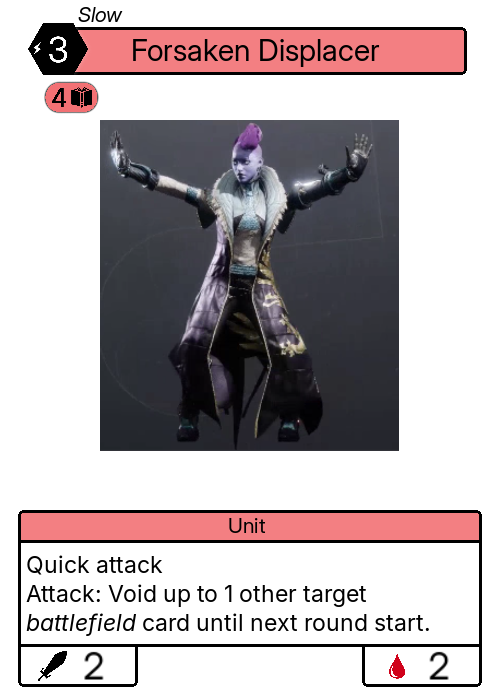 Slow
3
Forsaken Displacer
4
Unit
Quick attack
Attack: Void up to 1 other target
battlefield card until next round start.
2
2